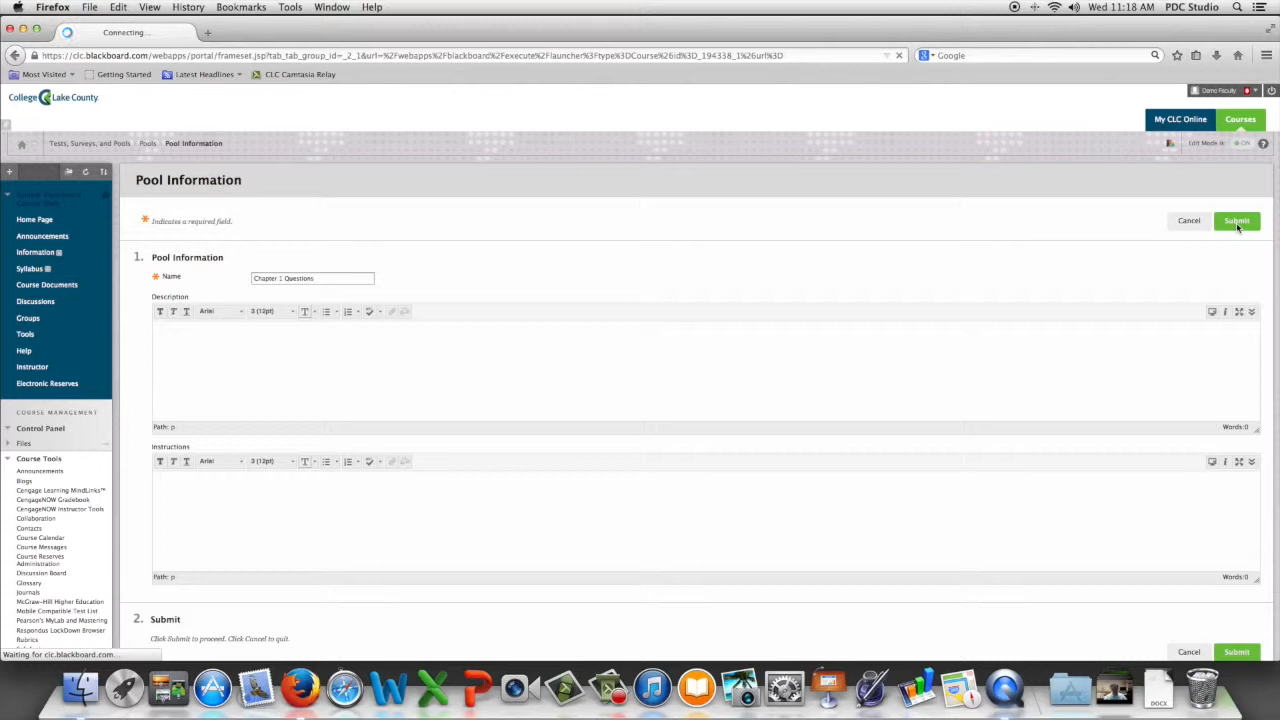 Firefox File Edit View History Bookmarks Tools Window Help
Wed 11:18 AM PDC Studio
Connecting...
https://clc.blackboard.com/webapps/portal/frameset.jsp?tab_tab_group_id=_2_1&url=%2Fwebapps%2Fblackboard%2Fexecute%2Flauncher%3Ftype%3DCourse%26id%3D_194338_1%26url%3D
Google
Most Visited Getting Started Latest Headlines CLC Camtasia Relay
College of Lake County
Demo Faculty
My CLC Online Courses
Tests, Surveys, and Pools Pools Pool Information
Edit Mode is: ON
Pool Information
Indicates a required field.
Cancel Submit
1. Pool Information
Name Chapter 1 Questions
Description
T T T Arial 3 (12pt) T
Path: p Words:0
Instructions
T T T Arial 3 (12pt) T
Path: p Words:0
2. Submit
Click Submit to proceed. Click Cancel to quit.
Cancel Submit
Home Page
Announcements
Information
Syllabus
Course Documents
Discussions
Groups
Tools
Help
Instructor
Electronic Reserves
COURSE MANAGEMENT
Control Panel
Files
Course Tools
Announcements
Blogs
Cengage Learning MindLinks™
CengageNOW Gradebook
CengageNOW Instructor Tools
Collaboration
Contacts
Course Calendar
Course Messages
Course Reserves
Administration
Discussion Board
Glossary
Journals
McGraw-Hill Higher Education
Mobile Compatible Test List
Pearson's MyLab and Mastering
Respondus LockDown Browser
Rubrics
Waiting for clc.blackboard.com...
DOCX